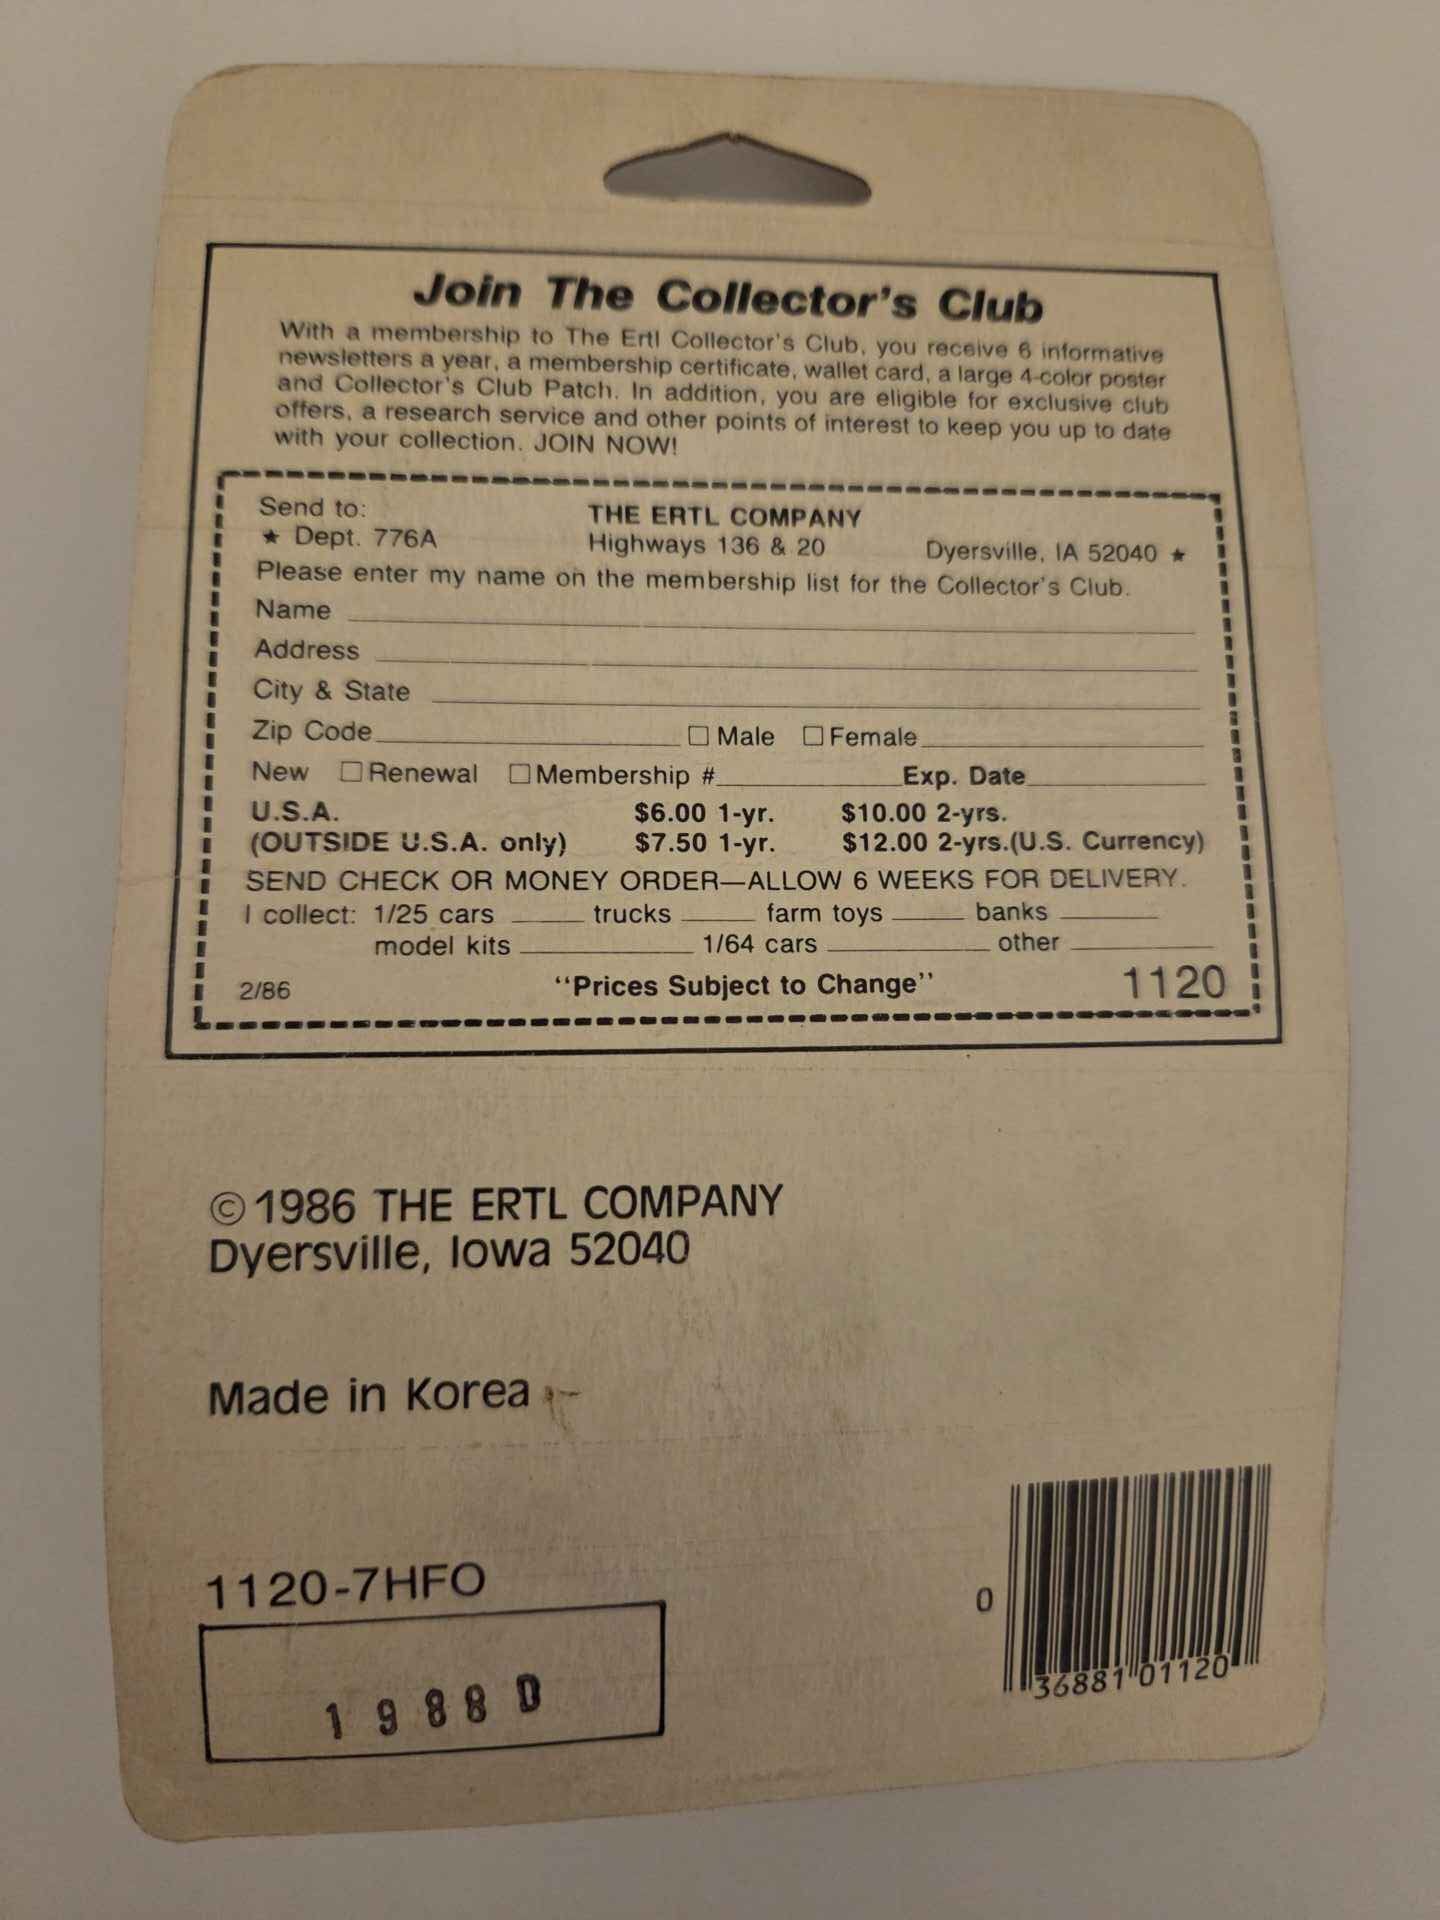 Join The Collector's Club
With a membership to The Ertl Collector's Club, you receive 6 informative
newsletters a year, a membership certificate, wallet card, a large 4-color poster
and Collector's Club Patch. In addition, you are eligible for exclusive club
offers, a research service and other points of interest to keep you up to date
with your collection. JOIN NOW!
Send to: THE ERTL COMPANY
★ Dept. 776A Highways 136 & 20 Dyersville, IA 52040 ★
Please enter my name on the membership list for the Collector's Club.
Name
Address
City & State
Zip Code □ Male □ Female
New □ Renewal □ Membership # Exp. Date
U.S.A. $6.00 1-yr. $10.00 2-yrs.
(OUTSIDE U.S.A. only) $7.50 1-yr. $12.00 2-yrs.(U.S. Currency)
SEND CHECK OR MONEY ORDER—ALLOW 6 WEEKS FOR DELIVERY.
I collect: 1/25 cars trucks farm toys banks
model kits 1/64 cars other
2/86 "Prices Subject to Change" 1120
©1986 THE ERTL COMPANY
Dyersville, Iowa 52040
Made in Korea
1120-7HFO
1988D
0 36881 01120